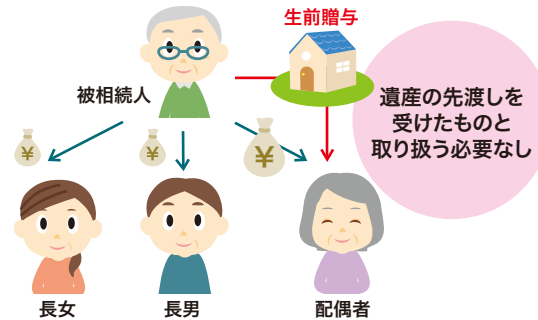 生前贈与
被相続人
遺産の先渡しを
受けたものと
取り扱う必要なし
¥
¥
¥
長女
長男
配偶者